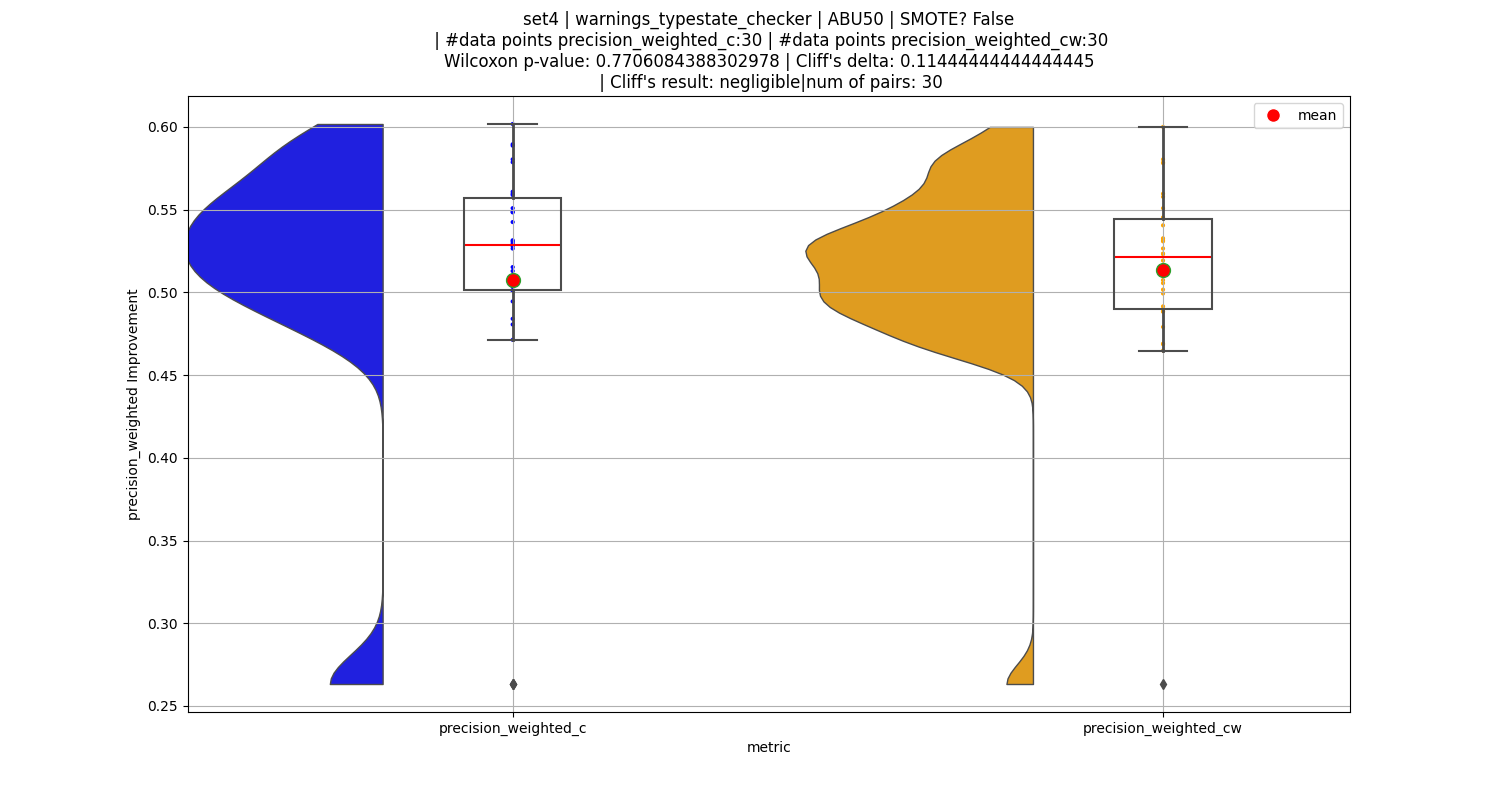 set4 | warnings_typestate_checker | ABU50 | SMOTE? False
| #data points precision_weighted_c:30 | #data points precision_weighted_cw:30
Wilcoxon p-value: 0.7706084388302978 | Cliff's delta: 0.11444444444444445
| Cliff's result: negligible|num of pairs: 30
mean
0.60
0.55
0.50
0.45
0.40
0.35
0.30
0.25
precision_weighted Improvement
precision_weighted_c
precision_weighted_cw
metric